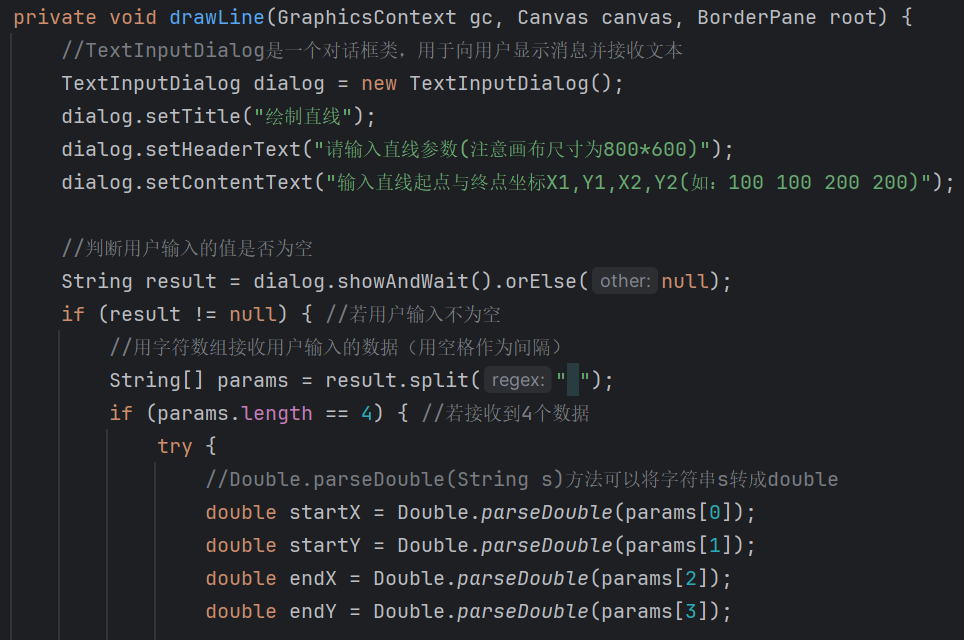 private void drawLine(GraphicsContext gc, Canvas canvas, BorderPane root) {
//TextInputDialog是一个对话框类，用于向用户显示消息并接收文本
TextInputDialog dialog = new TextInputDialog();
dialog.setTitle("绘制直线");
dialog.setHeaderText("请输入直线参数(注意画布尺寸为800*600)");
dialog.setContentText("输入直线起点与终点坐标X1,Y1,X2,Y2(如：100 100 200 200)");
//判断用户输入的值是否为空
String result = dialog.showAndWait().orElse( other: null);
if (result != null) { //若用户输入不为空
//用字符数组接收用户输入的数据（用空格作为间隔）
String[] params = result.split( regex: " ");
if (params.length == 4) { //若接收到4个数据
try {
//Double.parseDouble(String s)方法可以将字符串s转成double
double startX = Double.parseDouble(params[0]);
double startY = Double.parseDouble(params[1]);
double endX = Double.parseDouble(params[2]);
double endY = Double.parseDouble(params[3]);